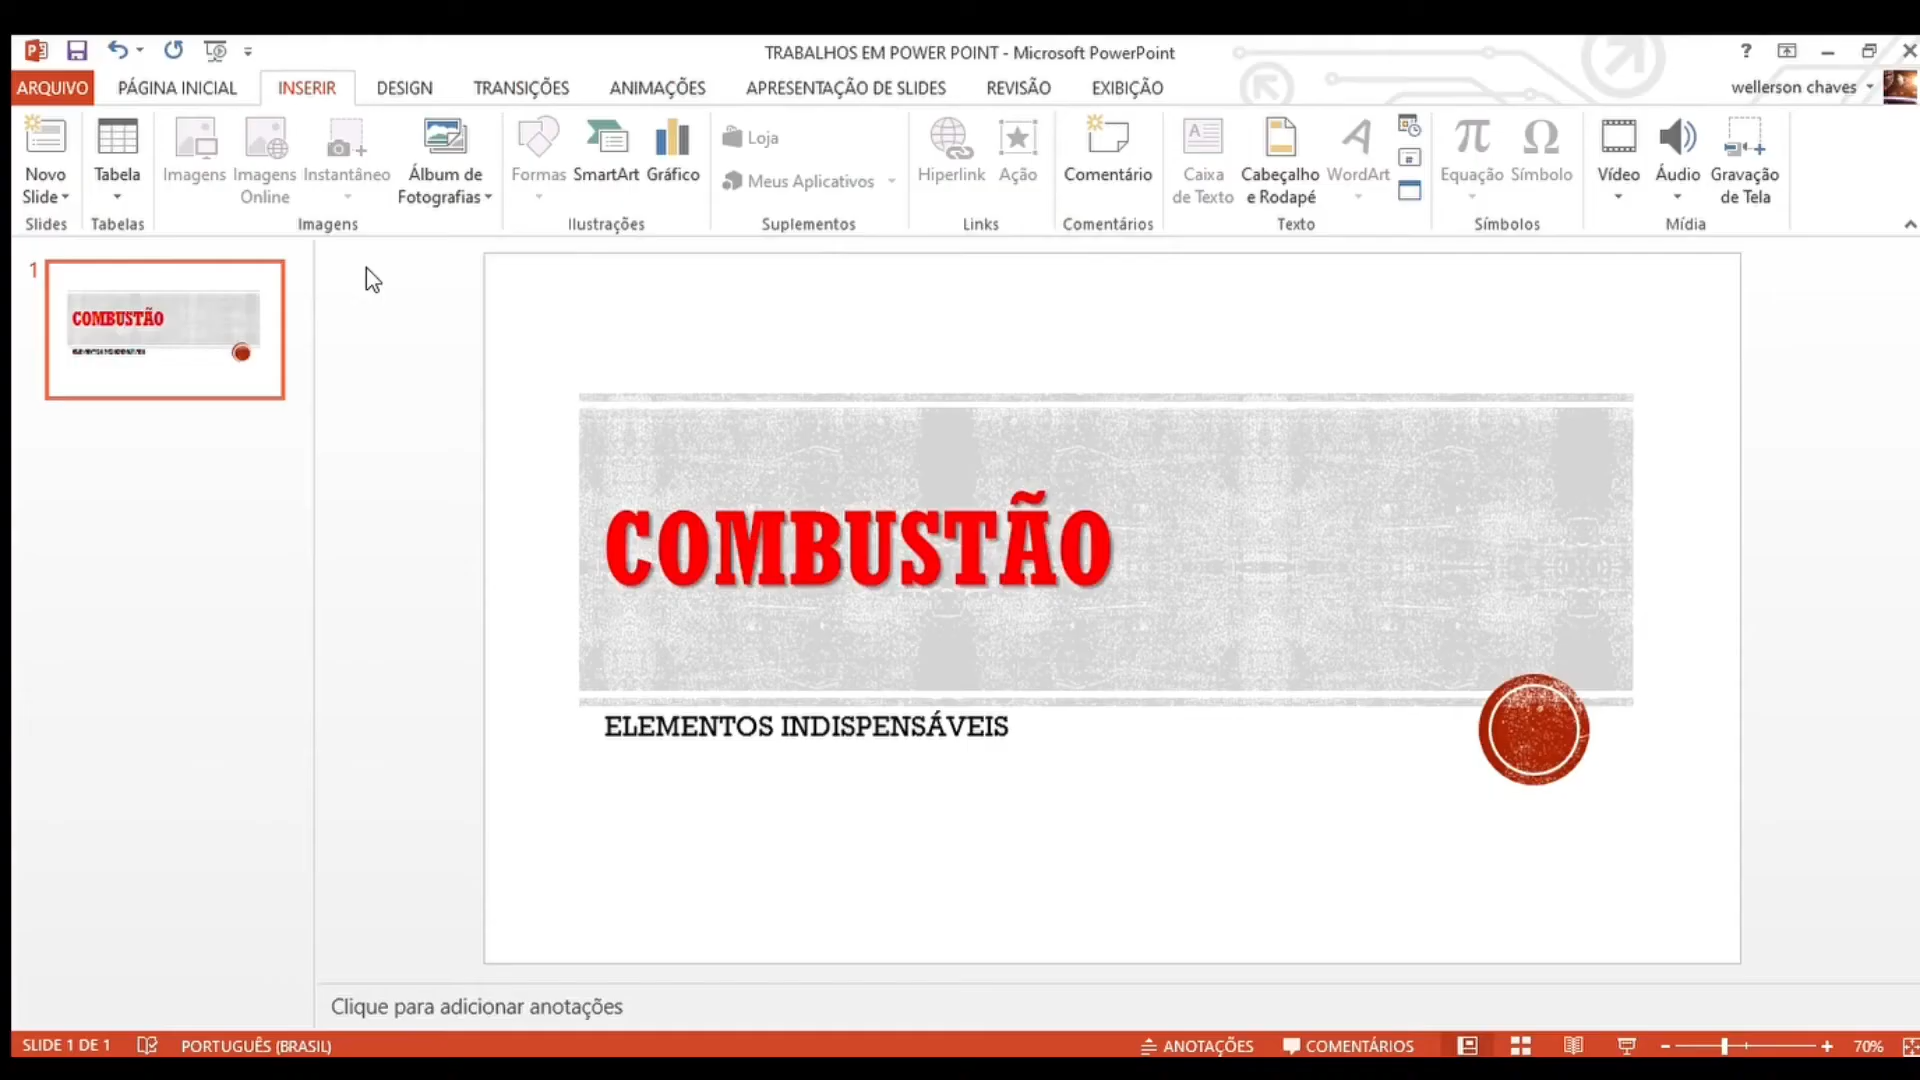 TRABALHOS EM POWER POINT - Microsoft PowerPoint
?
ARQUIVO PÁGINA INICIAL INSERIR DESIGN TRANSIÇÕES ANIMAÇÕES APRESENTAÇÃO DE SLIDES REVISÃO EXIBIÇÃO wellerson chaves
Novo Slide
Tabela
Imagens
Imagens Online
Instantâneo
Álbum de Fotografias
Formas
SmartArt
Gráfico
Loja
Meus Aplicativos
Hiperlink
Ação
Comentário
Caixa de Texto
Cabeçalho e Rodapé
WordArt
Equação
Símbolo
Vídeo
Áudio
Gravação de Tela
Slides Tabelas Imagens Ilustrações Suplementos Links Comentários Texto Símbolos Mídia
1
COMBUSTÃO
ELEMENTOS INDISPENSÁVEIS
COMBUSTÃO
ELEMENTOS INDISPENSÁVEIS
Clique para adicionar anotações
SLIDE 1 DE 1 PORTUGUÊS (BRASIL) ANOTAÇÕES COMENTÁRIOS 70%